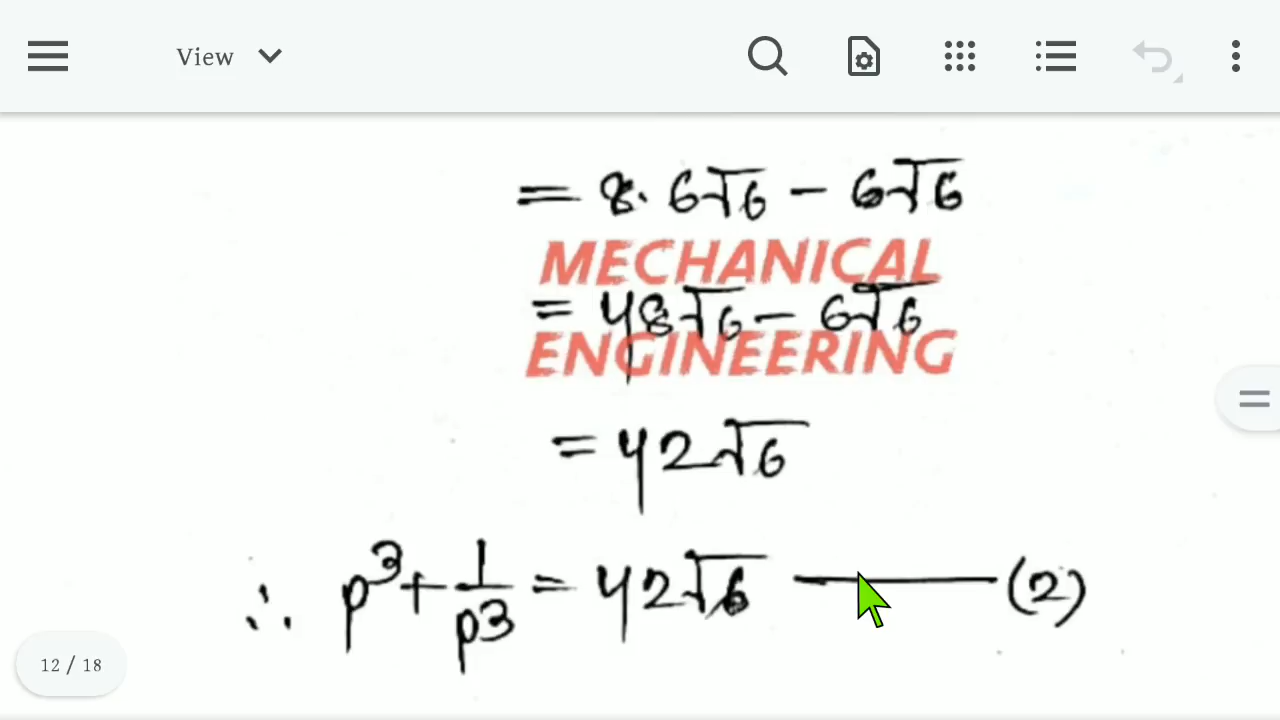 View
= 8. 6√6 − 6√6
MECHANICAL
= 48√6 − 6√6
ENGINEERING
= 42√6
∴ p³ + 1/p³ = 42√6 ——— (2)
12 / 18